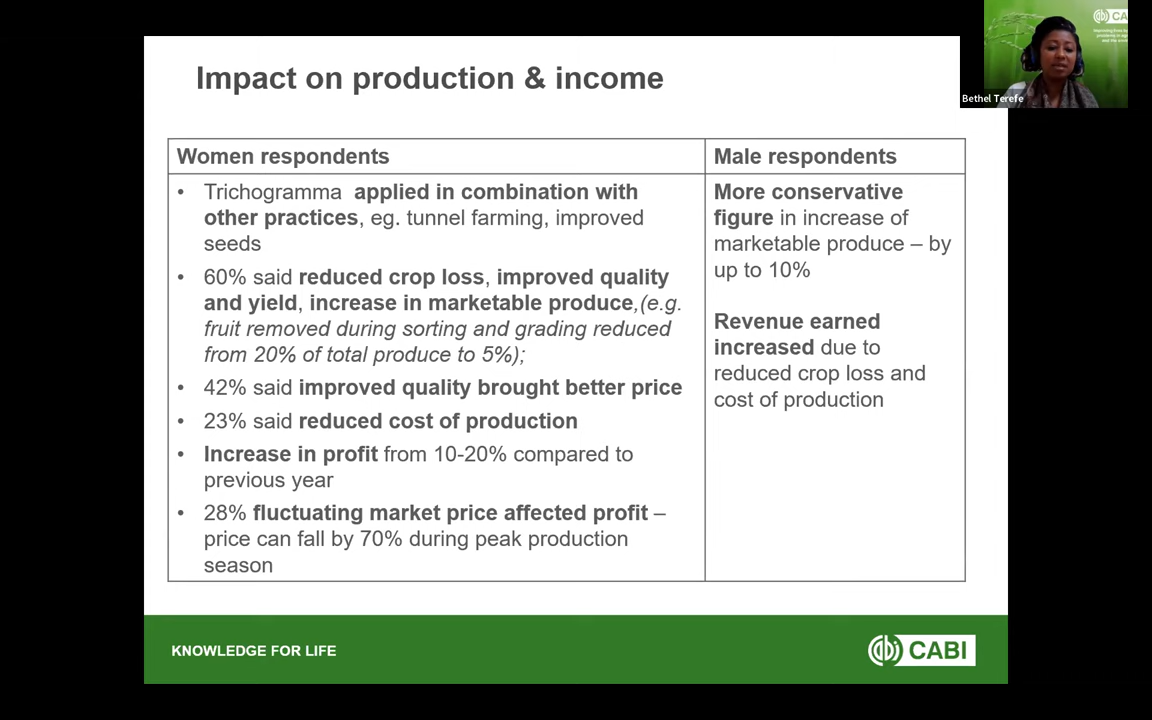 Impact on production & income
Women respondents
• Trichogramma applied in combination with
other practices, eg. tunnel farming, improved
seeds
• 60% said reduced crop loss, improved quality
and yield, increase in marketable produce,(e.g.
fruit removed during sorting and grading reduced
from 20% of total produce to 5%);
• 42% said improved quality brought better price
• 23% said reduced cost of production
• Increase in profit from 10-20% compared to
previous year
• 28% fluctuating market price affected profit –
price can fall by 70% during peak production
season
Male respondents
More conservative
figure in increase of
marketable produce – by
up to 10%
Revenue earned
increased due to
reduced crop loss and
cost of production
KNOWLEDGE FOR LIFE
CABI
Bethel Terefe